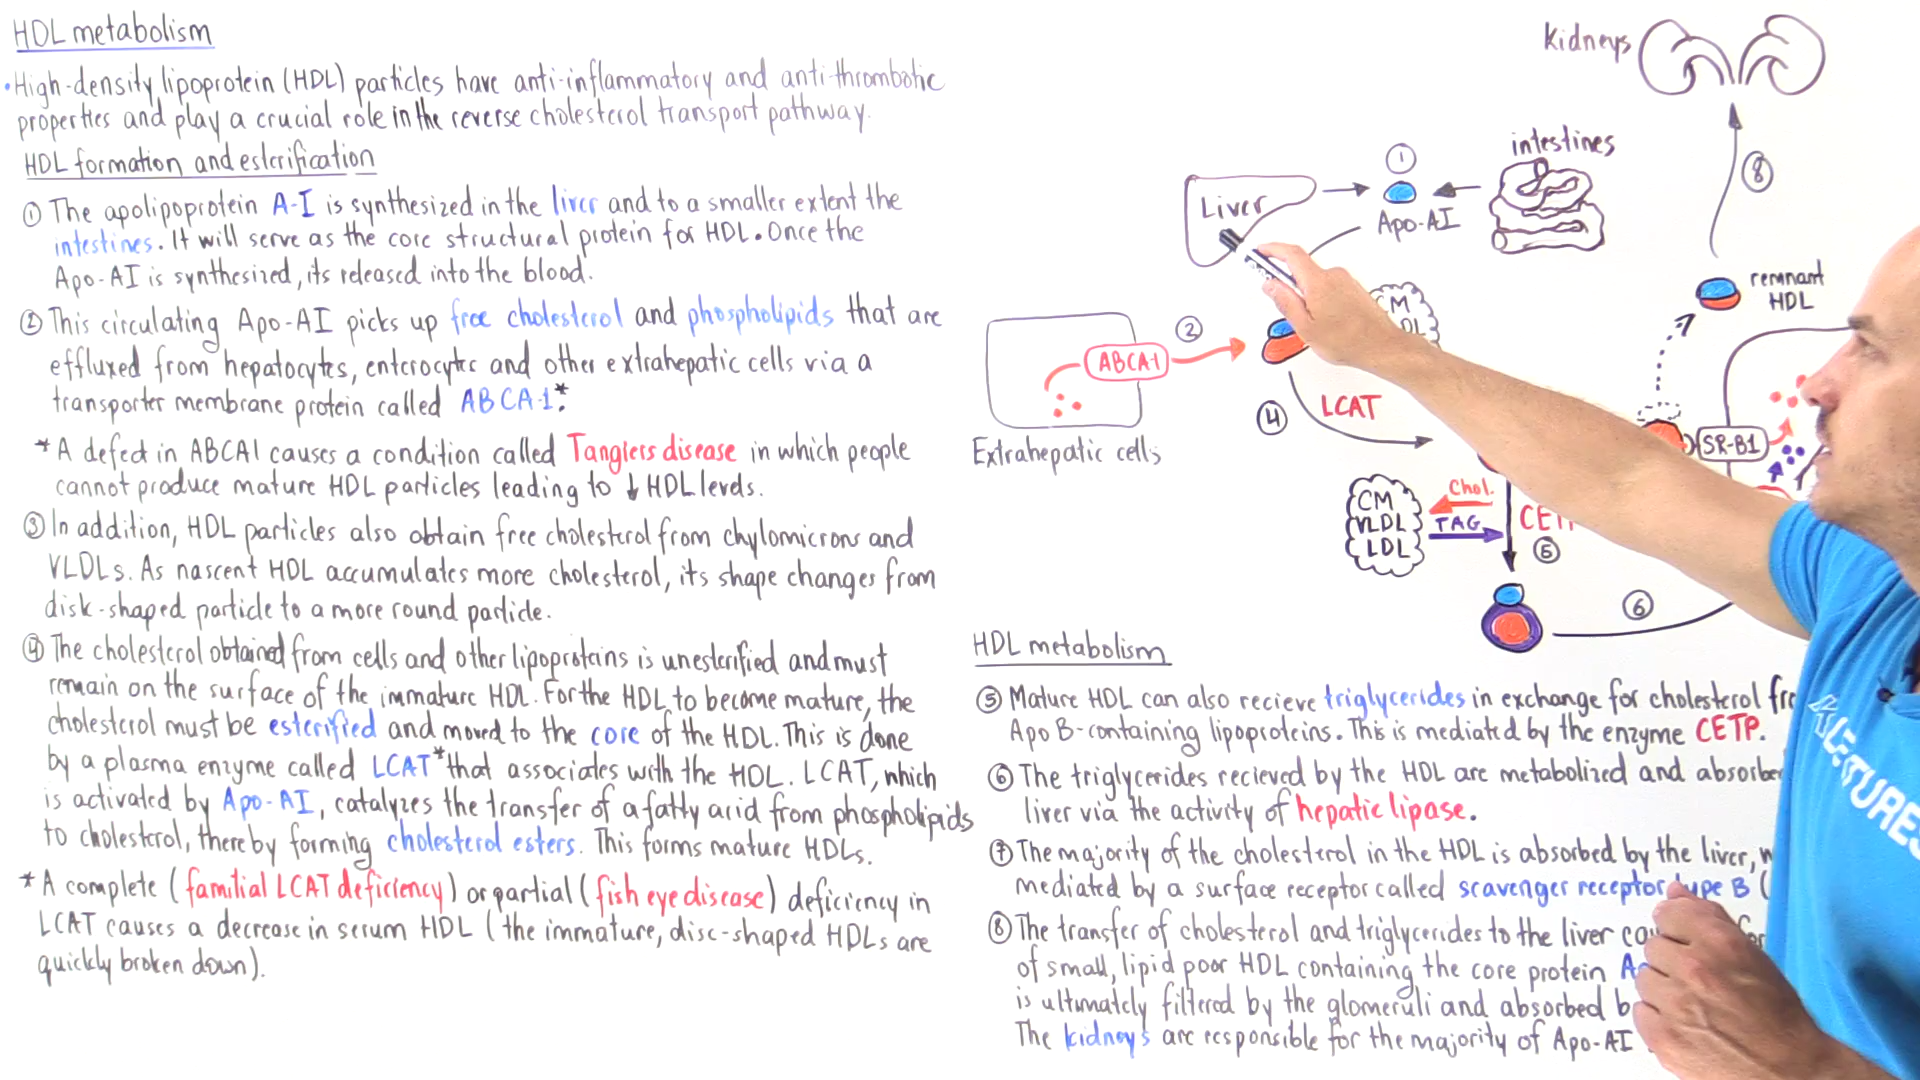 HDL metabolism
• High-density lipoprotein (HDL) particles have anti-inflammatory and anti-thrombotic
properties and play a crucial role in the reverse cholesterol transport pathway.
HDL formation and esterification
① The apolipoprotein A-I is synthesized in the liver and to a smaller extent the
intestines. It will serve as the core structural protein for HDL. Once the
Apo-AI is synthesized, its released into the blood.
② This circulating Apo-AI picks up free cholesterol and phospholipids that are
effluxed from hepatocytes, enterocytes and other extrahepatic cells via a
transporter membrane protein called ABCA-1*.
* A defect in ABCA1 causes a condition called Tangiers disease in which people
cannot produce mature HDL particles leading to ↓ HDL levels.
③ In addition, HDL particles also obtain free cholesterol from chylomicrons and
VLDLs. As nascent HDL accumulates more cholesterol, its shape changes from
disk-shaped particle to a more round particle.
④ The cholesterol obtained from cells and other lipoproteins is unesterified and must
remain on the surface of the immature HDL. For the HDL to become mature, the
cholesterol must be esterified and moved to the core of the HDL. This is done
by a plasma enzyme called LCAT* that associates with the HDL. LCAT, which
is activated by Apo-AI, catalyzes the transfer of a fatty acid from phospholipids
to cholesterol, thereby forming cholesterol esters. This forms mature HDLs.
* A complete (familial LCAT deficiency) or partial (fish eye disease) deficiency in
LCAT causes a decrease in serum HDL (the immature, disc-shaped HDLs are
quickly broken down).
Kidneys
intestines
①
Liver
Apo-AI
⑧
remnant
HDL
CM
②
ABCA-1
Extrahepatic cells
④
LCAT
SR-B1
Chol.
CM
VLDL
LDL
TAG
⑤
⑥
HDL metabolism
⑤ Mature HDL can also recieve triglycerides in exchange for cholesterol
Apo B-containing lipoproteins. This is mediated by the enzyme CETP.
⑥ The triglycerides recieved by the HDL are metabolized and
liver via the activity of hepatic lipase.
⑦ The majority of the cholesterol in the HDL is absorbed by the liver,
mediated by a surface receptor called scavenger receptor type B (
⑧ The transfer of cholesterol and triglycerides to the liver
of small, lipid poor HDL containing the core protein
is ultimately filtered by the glomeruli and absorbed
The kidneys are responsible for the majority of Apo-AI